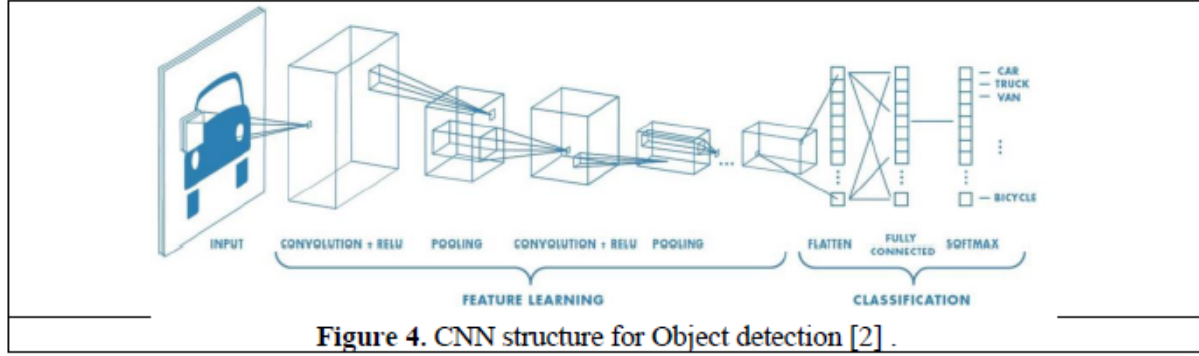 CAR
TRUCK
VAN
BICYCLE
INPUT CONVOLUTION + RELU POOLING CONVOLUTION + RELU POOLING FLATTEN FULLY CONNECTED SOFTMAX
FEATURE LEARNING CLASSIFICATION
Figure 4. CNN structure for Object detection [2] .